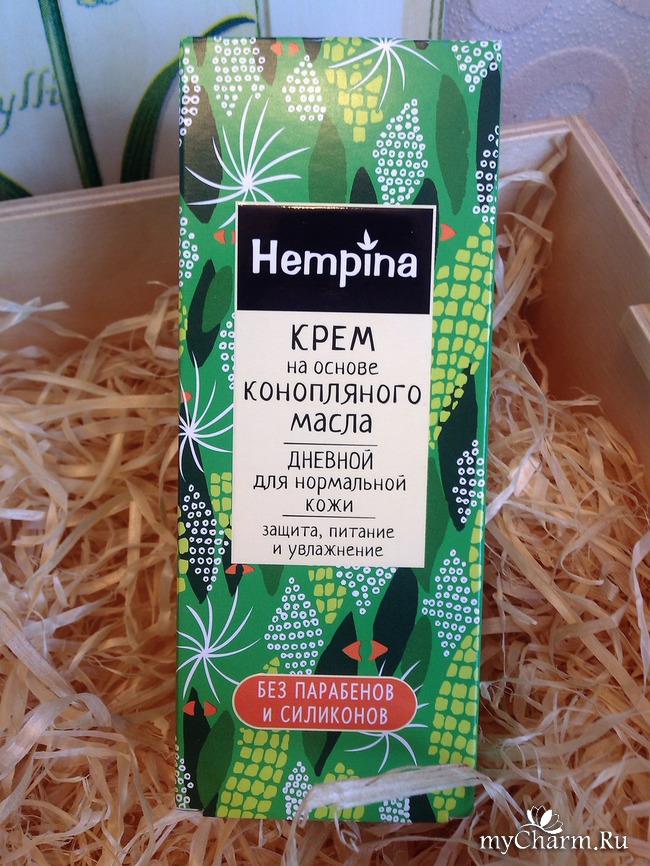 Hempina
КРЕМ
на основе
КОНОПЛЯНОГО
МАСЛА
ДНЕВНОЙ
для нормальной
кожи
защита, питание
и увлажнение
БЕЗ ПАРАБЕНОВ
И СИЛИКОНОВ
myCharm.Ru